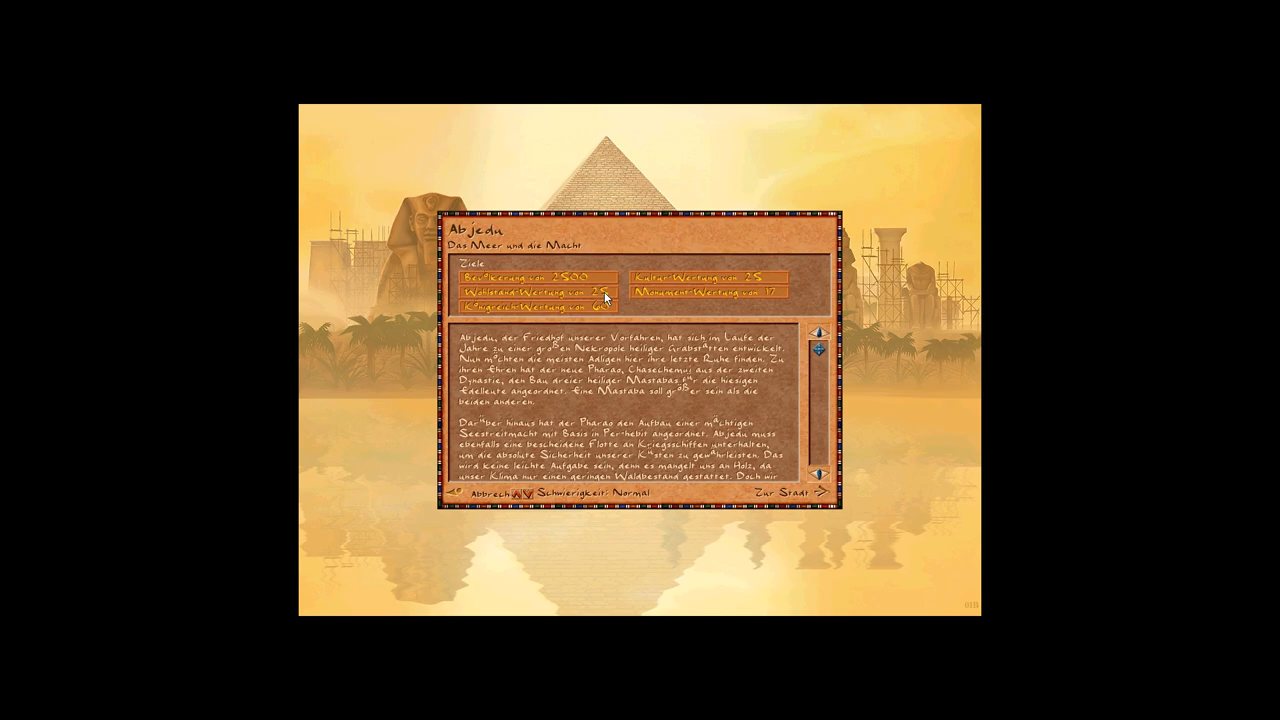 Abjedu
Das Meer und die Macht
Ziele
Bevölkerung von 2500
Kultur-Wertung von 25
Wohlstand-Wertung von 25
Monument-Wertung von 17
Königreich-Wertung von 60
Abjedu, der Friedhof unserer Vorfahren, hat sich im Laufe der
Jahre zu einer großen Nekropole heiliger Grabstätten entwickelt.
Nun möchten die meisten Adligen hier ihre letzte Ruhe finden. Zu
ihren Ehren hat der neue Pharao, Chasechemuj aus der zweiten
Dynastie, den Bau dreier heiliger Mastabas für die hiesigen
Edelleute angeordnet. Eine Mastaba soll größer sein als die
beiden anderen.
Darüber hinaus hat der Pharao den Aufbau einer mächtigen
Seestreitmacht mit Basis in Per-hebit angeordnet. Abjedu muss
ebenfalls eine bescheidene Flotte an Kriegsschiffen unterhalten,
um die absolute Sicherheit unserer Küsten zu gewährleisten. Das
wird keine leichte Aufgabe sein, denn es mangelt uns an Holz, da
unser Klima nur einen geringen Waldbestand gestattet. Doch wir
Abbrech
Schwierigkeit: Normal
Zur Stadt